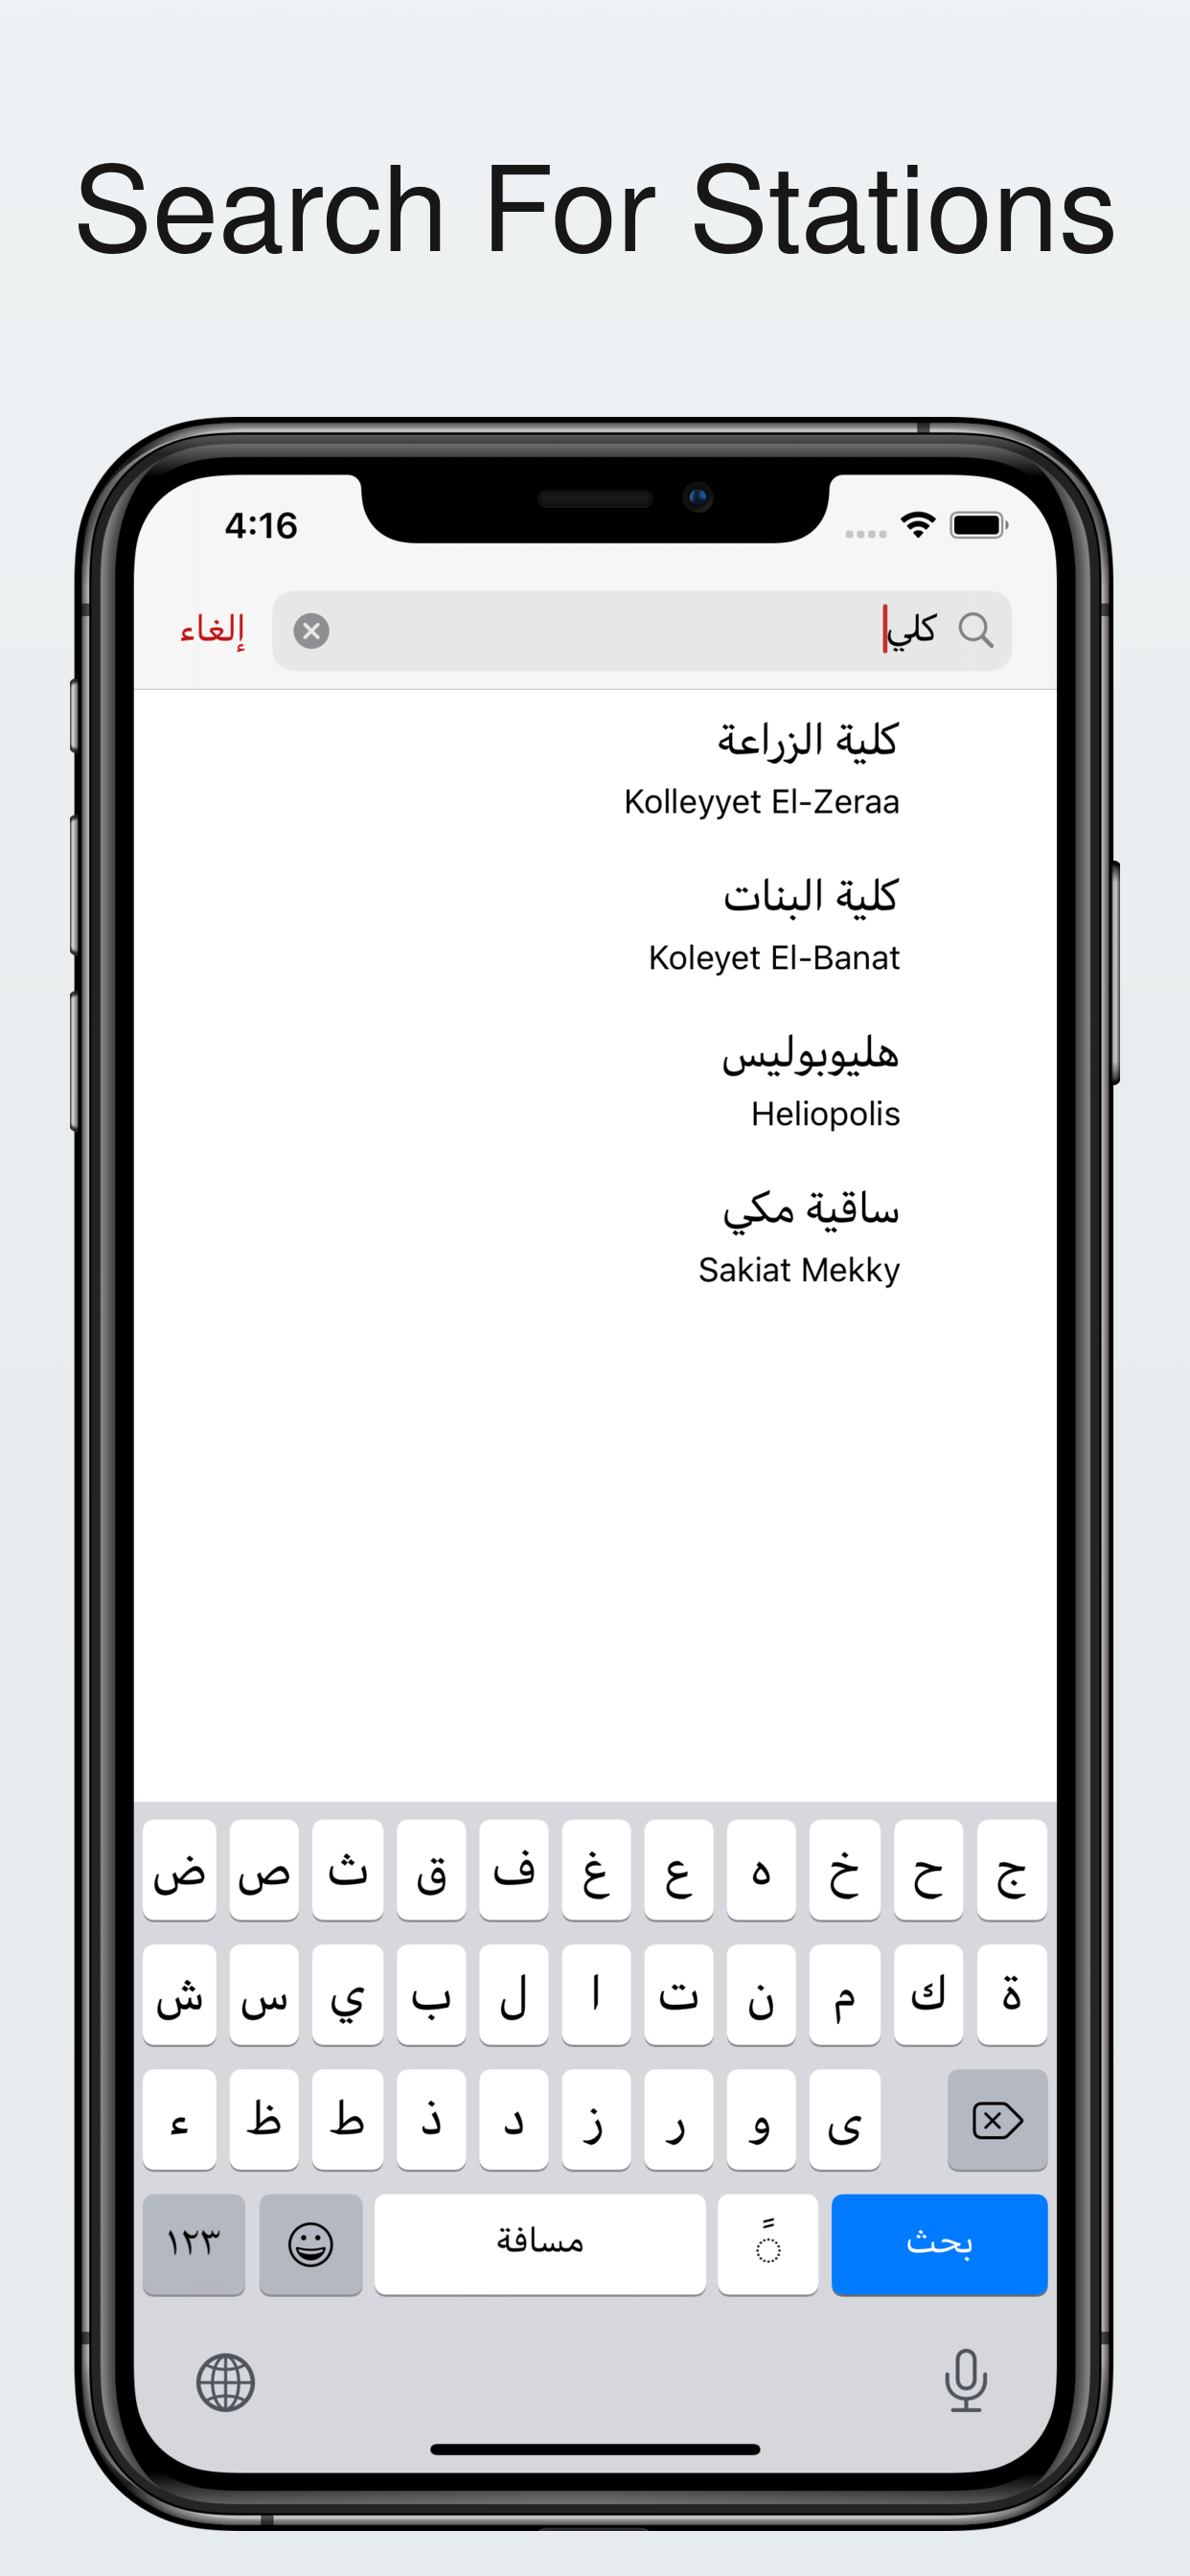 Search For Stations
4:16
كلي إلغاء
كلية الزراعة
Kolleyyet El-Zeraa
كلية البنات
Koleyet El-Banat
هليوبوليس
Heliopolis
ساقية مكي
Sakiat Mekky
ض ص ث ق ف غ ع ه خ ح ج
ش س ي ب ل ا ت ن م ك ة
ء ظ ط ذ د ز ر و ى
١٢٣ مسافة بحث